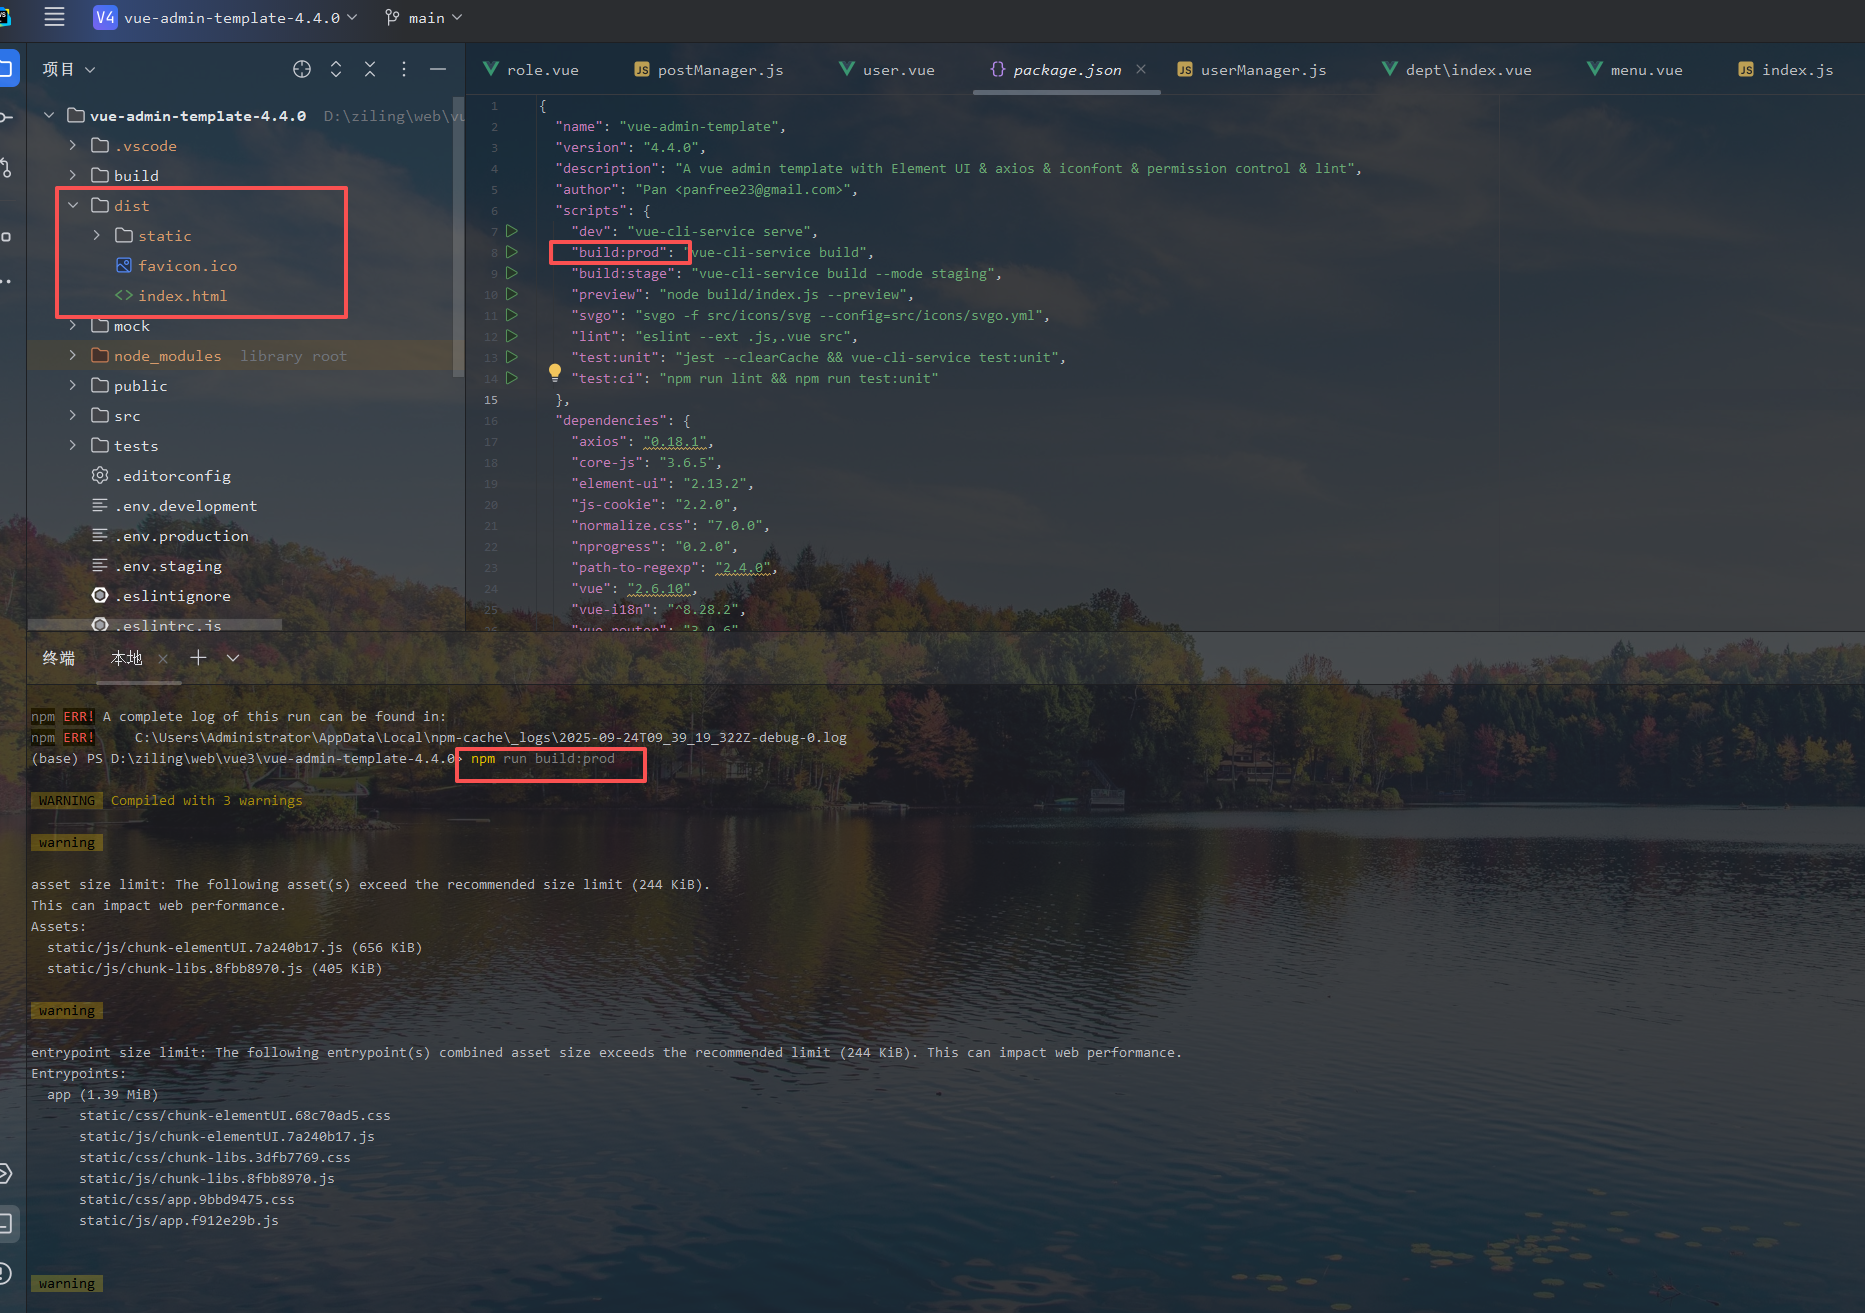 V4 vue-admin-template-4.4.0 main
项目
role.vue postManager.js user.vue package.json userManager.js dept\index.vue menu.vue index.js
vue-admin-template-4.4.0 D:\ziling\web\vu
.vscode
build
dist
static
favicon.ico
index.html
mock
node_modules library root
public
src
tests
.editorconfig
.env.development
.env.production
.env.staging
.eslintignore
.eslintrc.js
1 {
2 "name": "vue-admin-template",
3 "version": "4.4.0",
4 "description": "A vue admin template with Element UI & axios & iconfont & permission control & lint",
5 "author": "Pan <panfree23@gmail.com>",
6 "scripts": {
7 "dev": "vue-cli-service serve",
8 "build:prod": "vue-cli-service build",
9 "build:stage": "vue-cli-service build --mode staging",
10 "preview": "node build/index.js --preview",
11 "svgo": "svgo -f src/icons/svg --config=src/icons/svgo.yml",
12 "lint": "eslint --ext .js,.vue src",
13 "test:unit": "jest --clearCache && vue-cli-service test:unit",
14 "test:ci": "npm run lint && npm run test:unit"
15 },
16 "dependencies": {
17 "axios": "0.18.1",
18 "core-js": "3.6.5",
19 "element-ui": "2.13.2",
20 "js-cookie": "2.2.0",
21 "normalize.css": "7.0.0",
22 "nprogress": "0.2.0",
23 "path-to-regexp": "2.4.0",
24 "vue": "2.6.10",
25 "vue-i18n": "^8.28.2",
26 "vue-router": "3.0.6"
终端 本地
npm ERR! A complete log of this run can be found in:
npm ERR! C:\Users\Administrator\AppData\Local\npm-cache\_logs\2025-09-24T09_39_19_322Z-debug-0.log
(base) PS D:\ziling\web\vue3\vue-admin-template-4.4.0> npm run build:prod
WARNING Compiled with 3 warnings
warning
asset size limit: The following asset(s) exceed the recommended size limit (244 KiB).
This can impact web performance.
Assets:
static/js/chunk-elementUI.7a240b17.js (656 KiB)
static/js/chunk-libs.8fbb8970.js (405 KiB)
warning
entrypoint size limit: The following entrypoint(s) combined asset size exceeds the recommended limit (244 KiB). This can impact web performance.
Entrypoints:
app (1.39 MiB)
static/css/chunk-elementUI.68c70ad5.css
static/js/chunk-elementUI.7a240b17.js
static/css/chunk-libs.3dfb7769.css
static/js/chunk-libs.8fbb8970.js
static/css/app.9bbd9475.css
static/js/app.f912e29b.js
warning